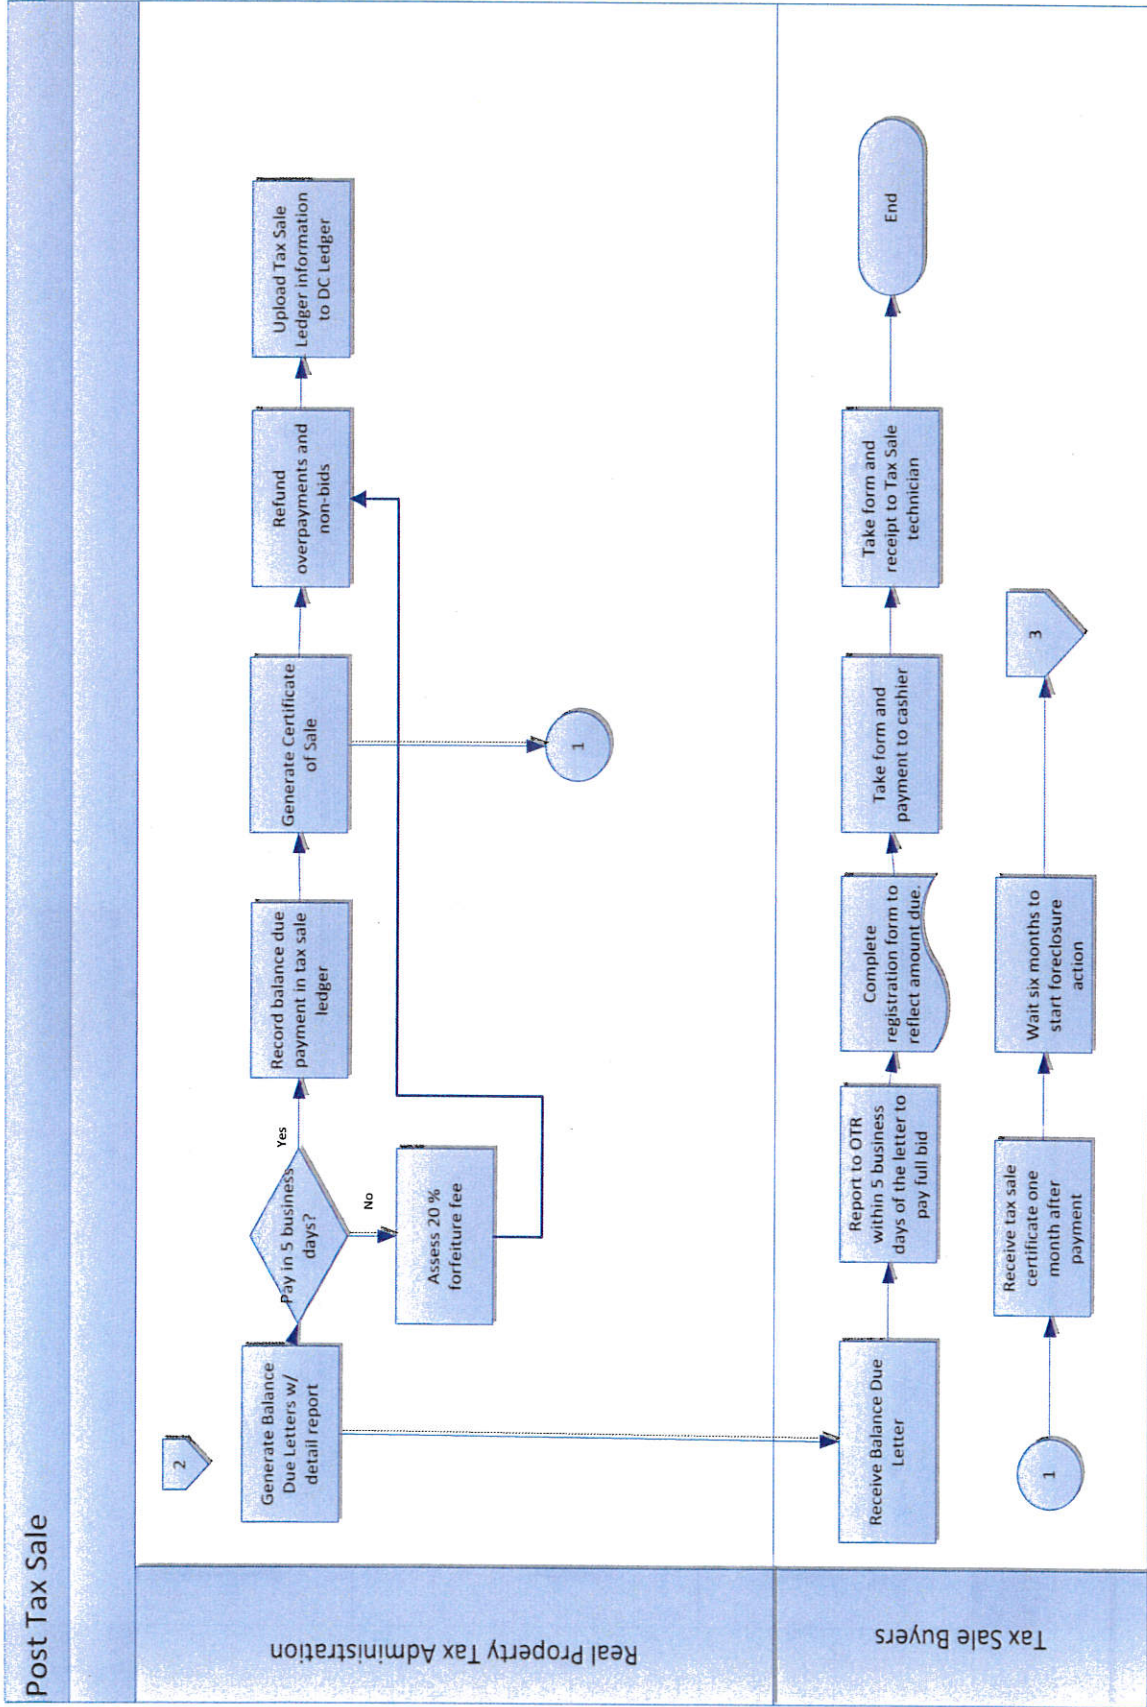 Post Tax Sale
Real Property Tax Administration
2
Generate Balance
Due Letters w/
detail report
Pay in 5 business
days?
Yes
No
Assess 20 %
forfeiture fee
Record balance due
payment in tax sale
ledger
Generate Certificate
of Sale
1
Refund
overpayments and
non-bids
Upload Tax Sale
Ledger information
to DC Ledger
Tax Sale Buyers
Receive Balance Due
Letter
Report to OTR
within 5 business
days of the letter to
pay full bid
Complete
registration form to
reflect amount due.
Take form and
payment to cashier
Take form and
receipt to Tax Sale
technician
End
1
Receive tax sale
certificate one
month after
payment
Wait six months to
start foreclosure
action
3